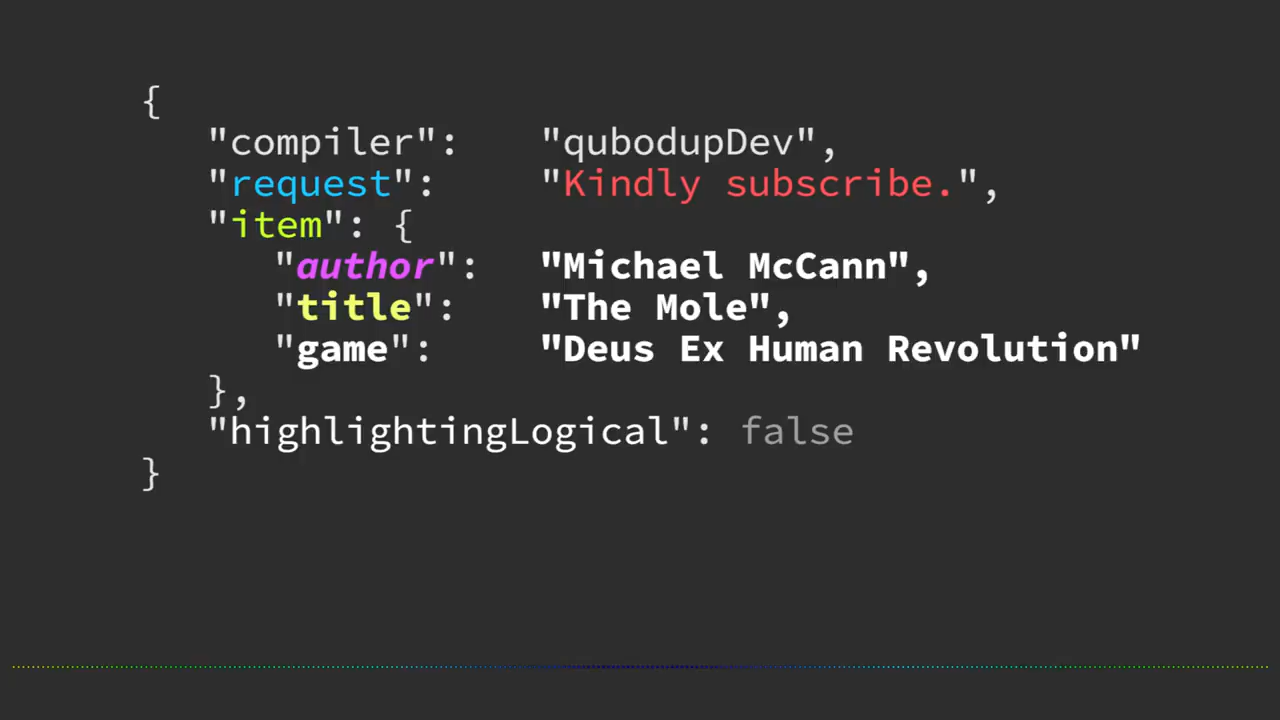 {
"compiler": "qubodupDev",
"request": "Kindly subscribe.",
"item": {
"author": "Michael McCann",
"title": "The Mole",
"game": "Deus Ex Human Revolution"
},
"highlightingLogical": false
}